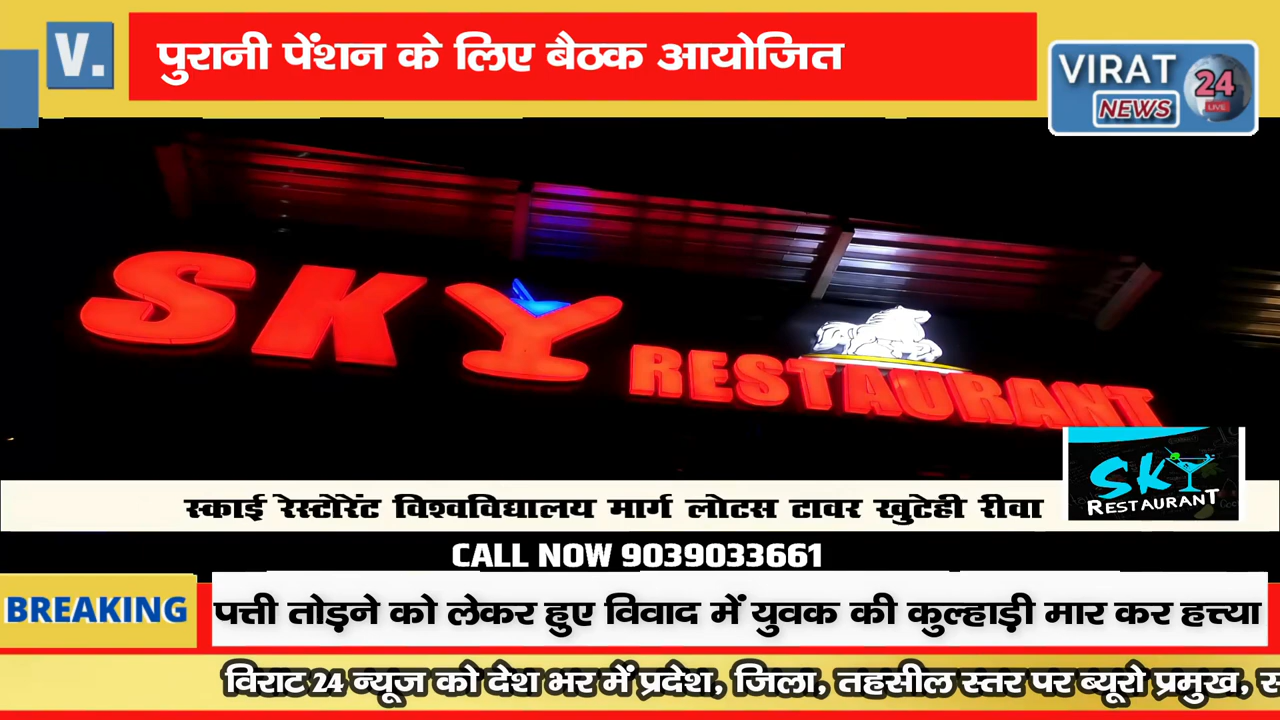 V.
पुरानी पेंशन के लिए बैठक आयोजित
VIRAT
24
LIVE
NEWS
SKY RESTAURANT
SKY
RESTAURANT
स्काई रेस्टोरेंट विश्वविद्यालय मार्ग लोटस टावर खुटेही रीवा
CALL NOW 9039033661
BREAKING
पत्ती तोड़ने को लेकर हुए विवाद में युवक की कुल्हाड़ी मार कर हत्त्या
विराट 24 न्यूज को देश भर में प्रदेश, जिला, तहसील स्तर पर ब्यूरो प्रमुख,